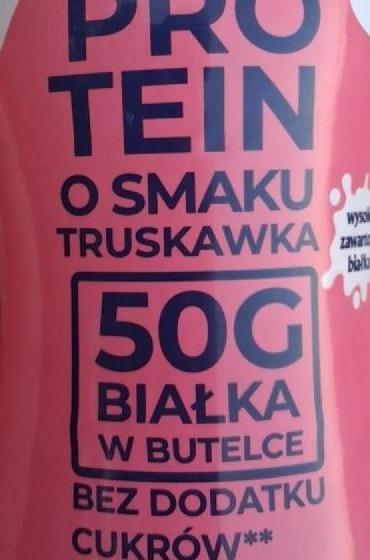 PRO
TEIN
O SMAKU
TRUSKAWKA
50G
BIAŁKA
W BUTELCE
BEZ DODATKU
CUKRÓW**